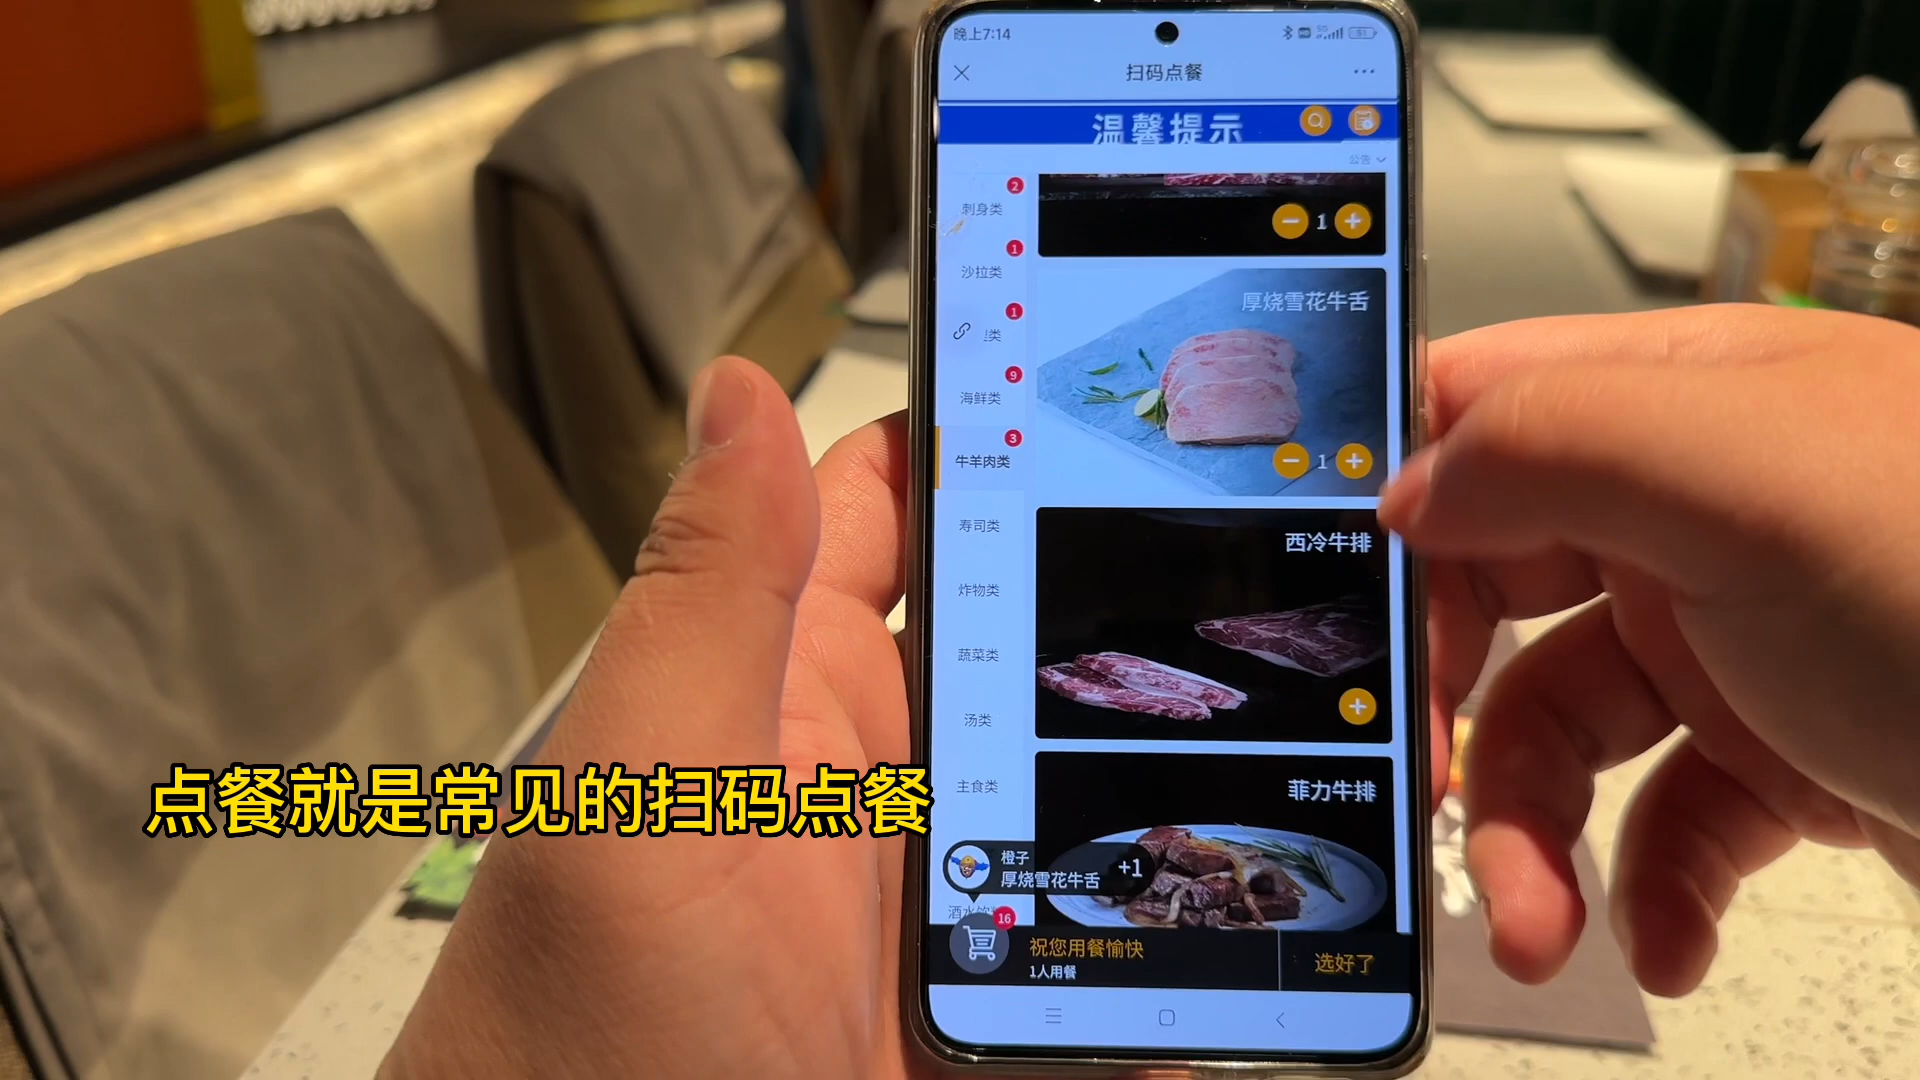 晚上7:14
扫码点餐
温馨提示
公告
2
刺身类
1
沙拉类
1
类
9
海鲜类
3
牛羊肉类
寿司类
炸物类
蔬菜类
汤类
主食类
1
厚烧雪花牛舌
1
西冷牛排
菲力牛排
橙子
厚烧雪花牛舌
+1
酒水
16
祝您用餐愉快
1人用餐
选好了
点餐就是常见的扫码点餐